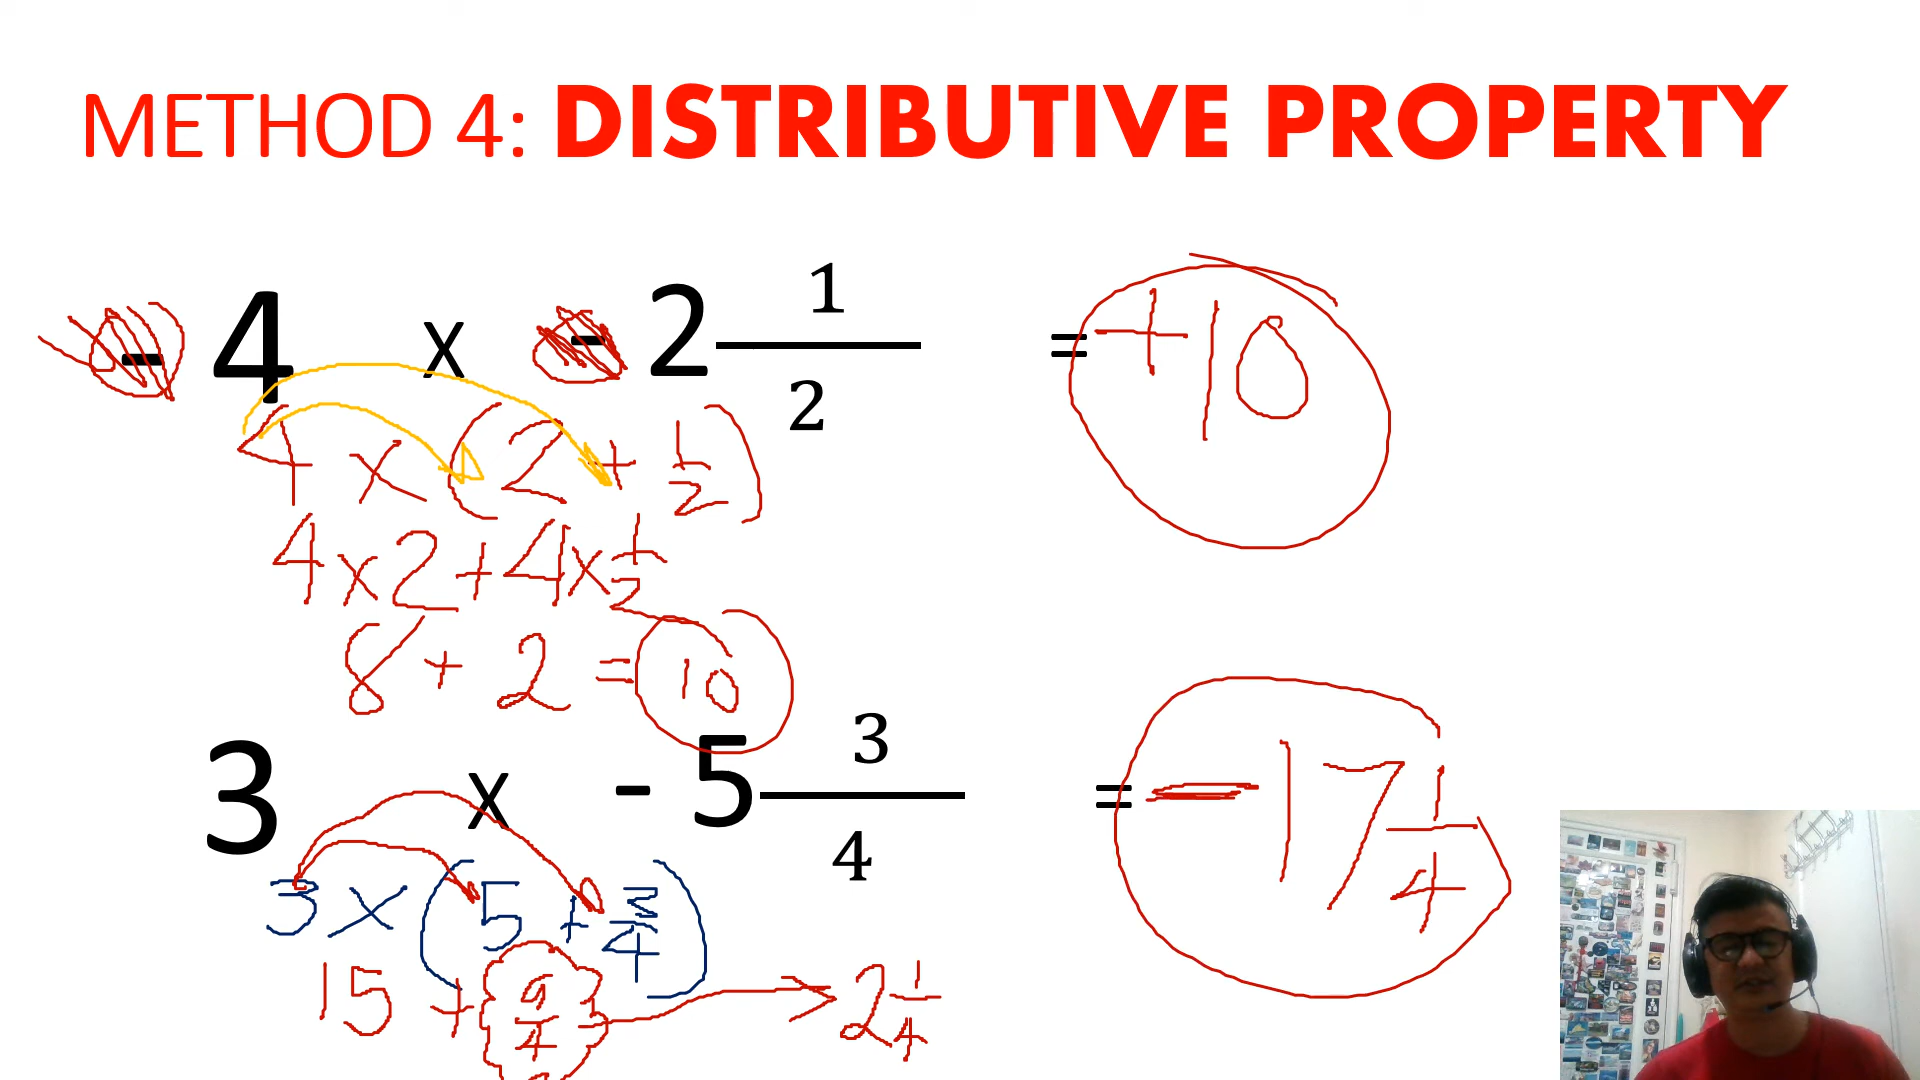 METHOD 4: DISTRIBUTIVE PROPERTY
- 4 x - 2 1/2 = +10
4 x (2 + 1/2)
4x2+4x1/2
8 + 2 = 10
3 x - 5 3/4 = -17 1/4
3 x (5 + 3/4)
15 + 9/4 → 2 1/4